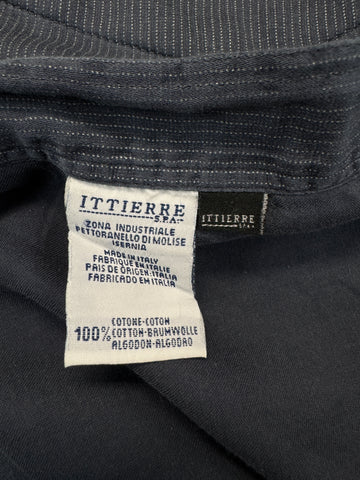 ITTIERRE
S.P.A.
ZONA INDUSTRIALE
PETTORANELLO DI MOLISE
ISERNIA
MADE IN ITALY
FABRIQUE EN ITALIE
PAIS DE ORIGEN: ITALIA
FABRICADO EM ITALIA
100% COTONE-COTON
COTTON-BRUMWOLLE
ALGODON-ALGODAO
ITTIERRE
S.P.A.